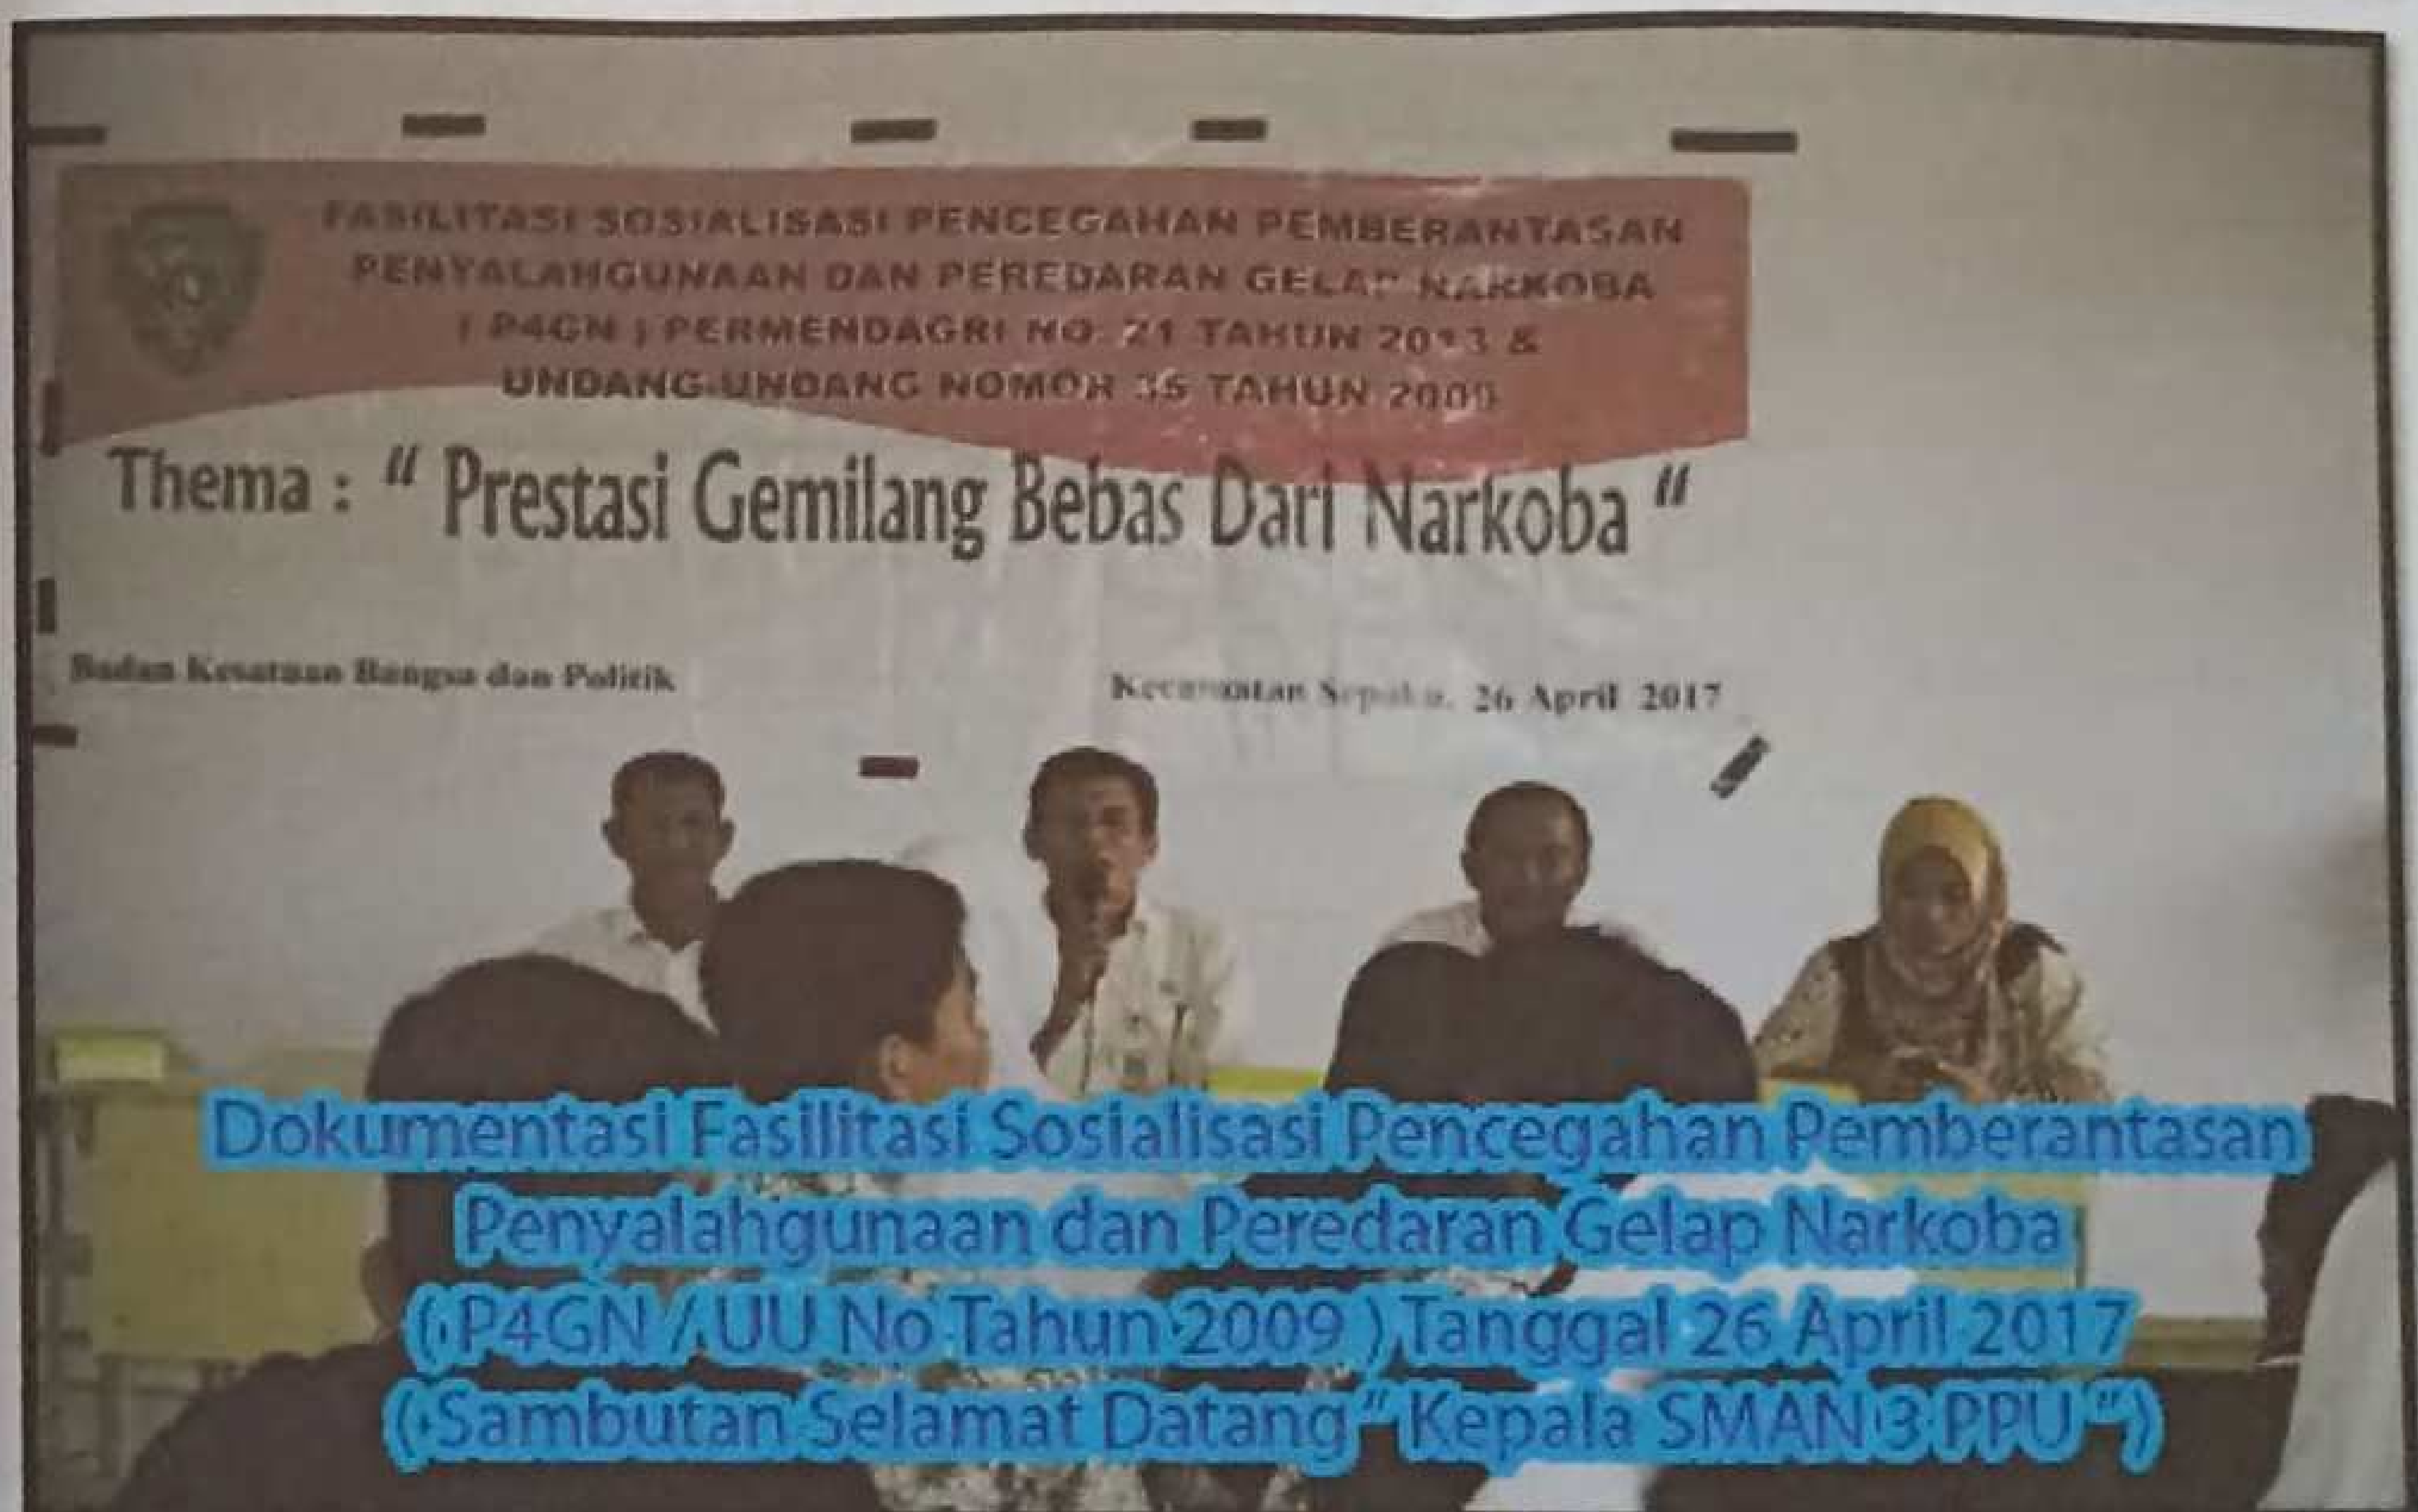 FASILITASI SOSIALISASI PENCEGAHAN PEMBERANTASAN
PENYALAHGUNAAN DAN PEREDARAN GELAP NARKOBA
( P4GN ) PERMENDAGRI NO. 21 TAHUN 2013 &
UNDANG-UNDANG NOMOR 35 TAHUN 2009
Thema : " Prestasi Gemilang Bebas Dari Narkoba "
Badan Kesatuan Bangsa dan Politik
Kecamatan Sepaku, 26 April 2017
Dokumentasi Fasilitasi Sosialisasi Pencegahan Pemberantasan
Penyalahgunaan dan Peredaran Gelap Narkoba
( P4GN / UU No Tahun 2009 ) Tanggal 26 April 2017
( Sambutan Selamat Datang " Kepala SMAN 3 PPU ")